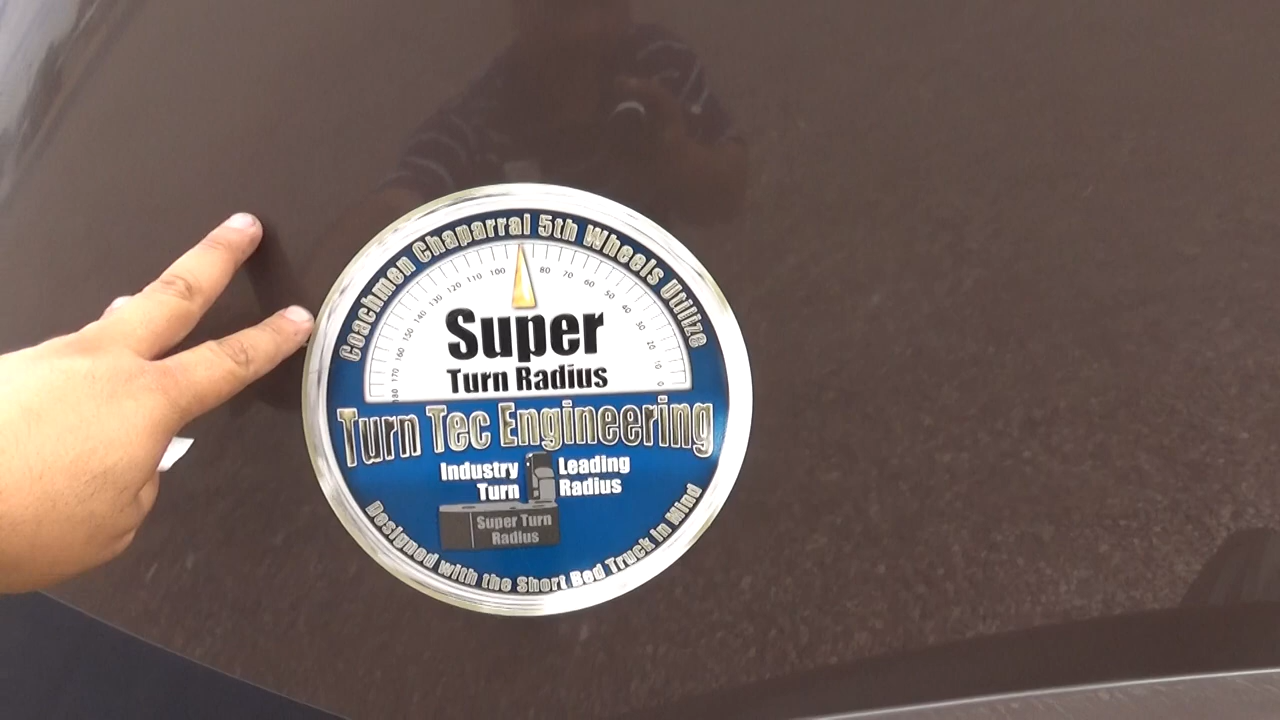 Coachmen Chaparral 5th Wheels Utilize
180 170 160 150 140 130 120 110 100 80 70 60 50 40 30 20 10 0
Super
Turn Radius
Turn Tec Engineering
Industry Leading
Turn Radius
Super Turn
Radius
Designed with the Short Bed Truck in Mind